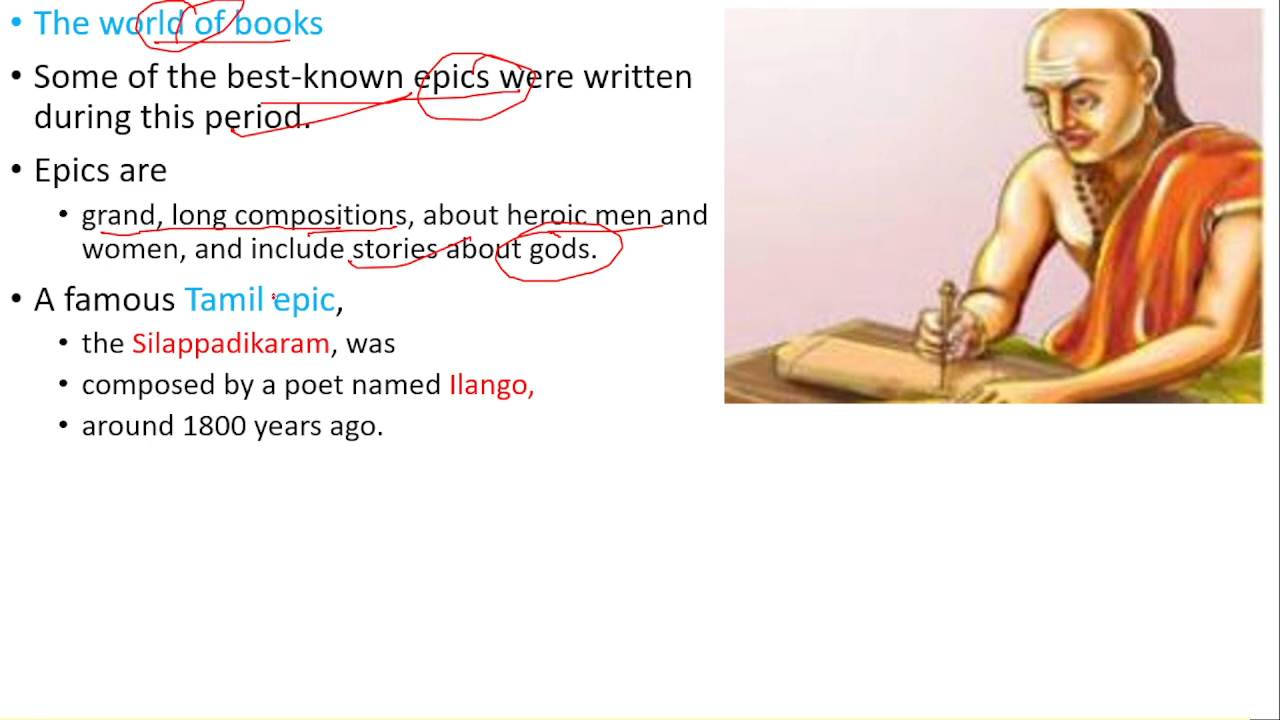 • The world of books
• Some of the best-known epics were written
during this period.
• Epics are
• grand, long compositions, about heroic men and
women, and include stories about gods.
• A famous Tamil epic,
• the Silappadikaram, was
• composed by a poet named Ilango,
• around 1800 years ago.